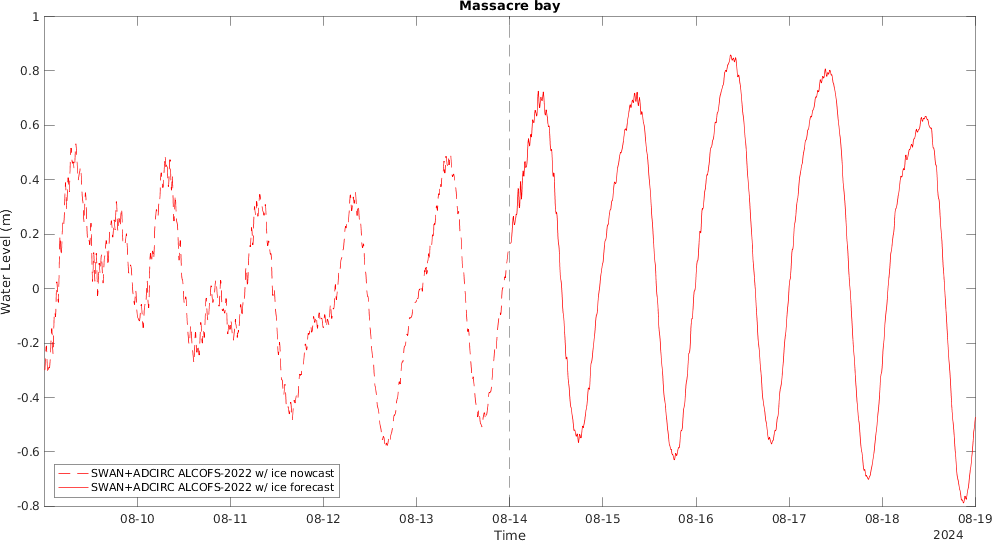 Massacre bay
Water Level (m)
1
0.8
0.6
0.4
0.2
0
-0.2
-0.4
-0.6
-0.8
SWAN+ADCIRC ALCOFS-2022 w/ ice nowcast
SWAN+ADCIRC ALCOFS-2022 w/ ice forecast
08-10 08-11 08-12 08-13 08-14 08-15 08-16 08-17 08-18 08-19
Time
2024